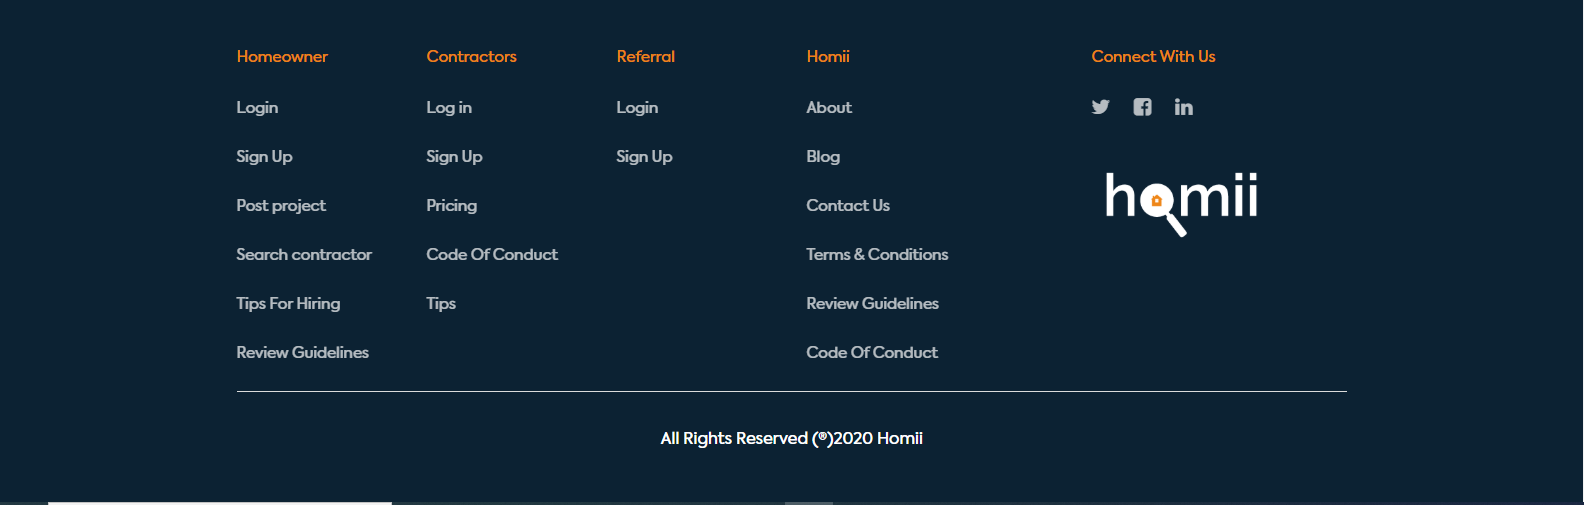 Homeowner
Login
Sign Up
Post project
Search contractor
Tips For Hiring
Review Guidelines
Contractors
Log in
Sign Up
Pricing
Code Of Conduct
Tips
Referral
Login
Sign Up
Homii
About
Blog
Contact Us
Terms & Conditions
Review Guidelines
Code Of Conduct
Connect With Us
homii
All Rights Reserved (®)2020 Homii